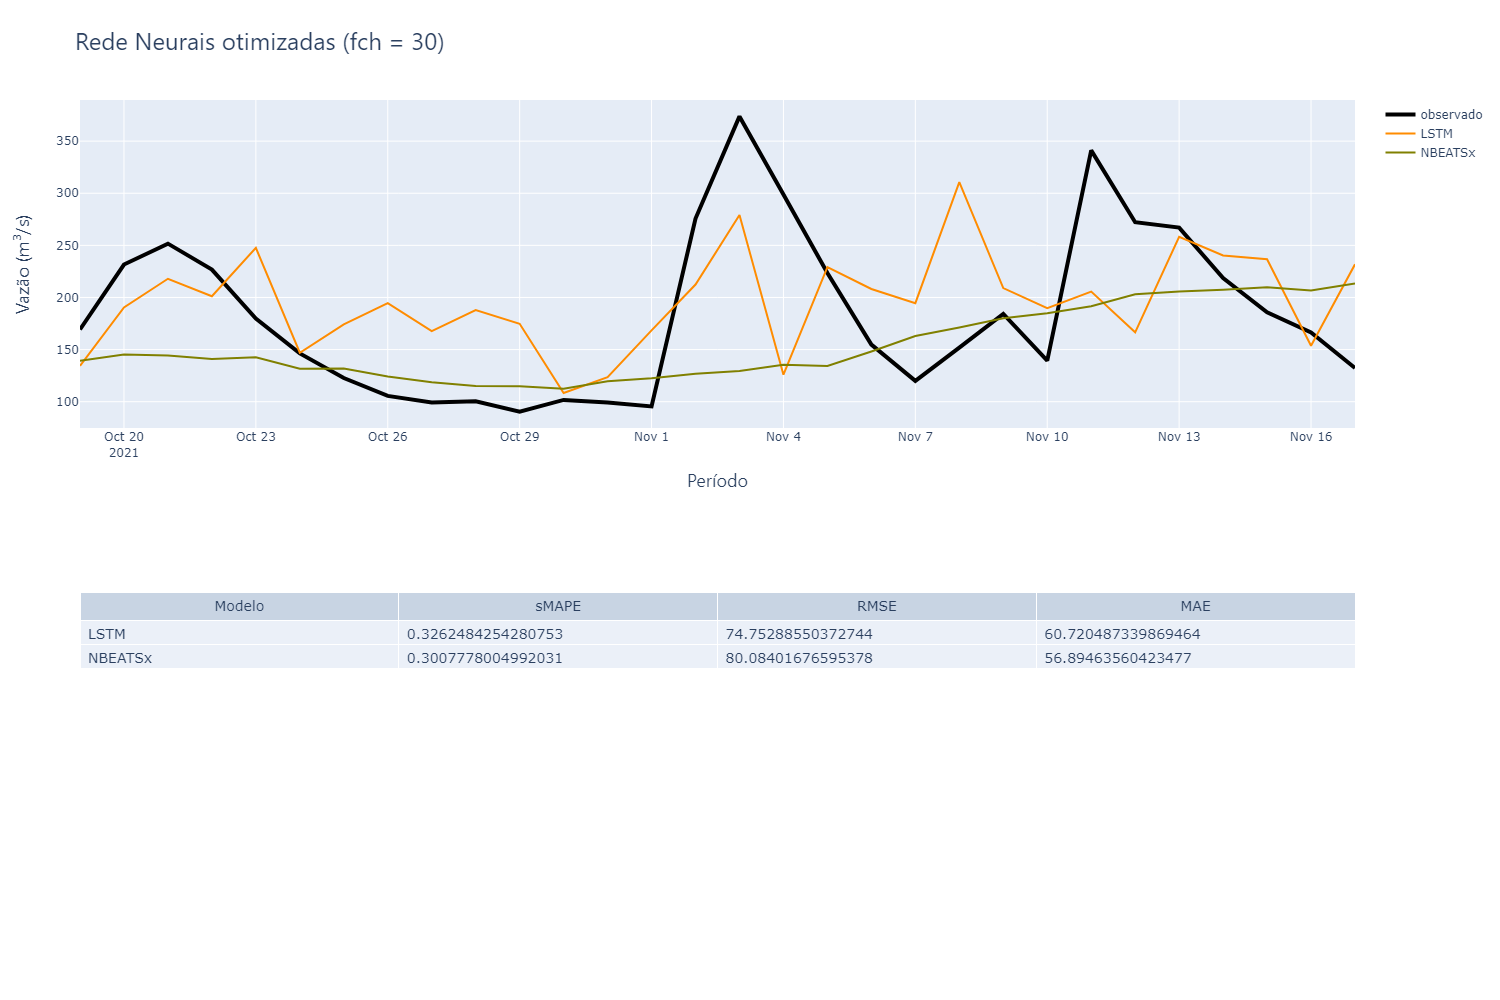 Rede Neurais otimizadas (fch = 30)
observado
LSTM
NBEATSx
Vazão (m³/s)
350
300
250
200
150
100
Oct 20 Oct 23 Oct 26 Oct 29 Nov 1 Nov 4 Nov 7 Nov 10 Nov 13 Nov 16
2021
Período
Modelo sMAPE RMSE MAE
LSTM 0.3262484254280753 74.75288550372744 60.720487339869464
NBEATSx 0.3007778004992031 80.08401676595378 56.89463560423477